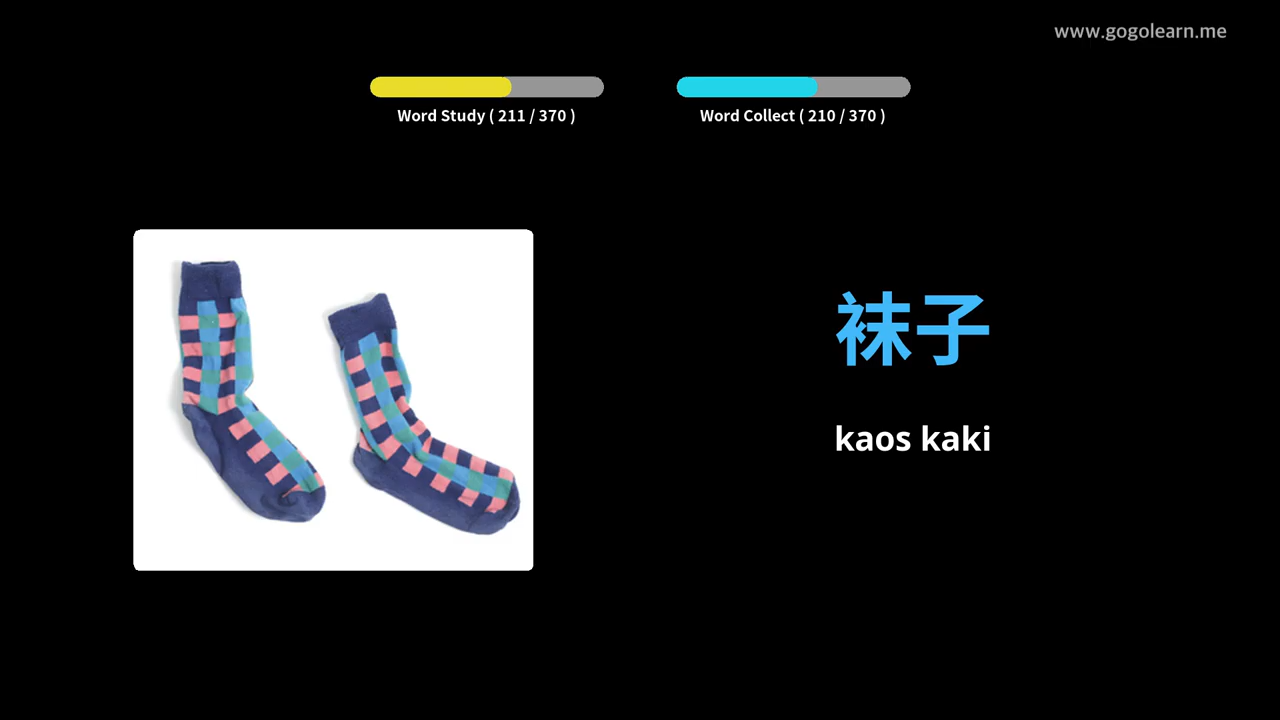 www.gogolearn.me
Word Study ( 211 / 370 )
Word Collect ( 210 / 370 )
袜子
kaos kaki